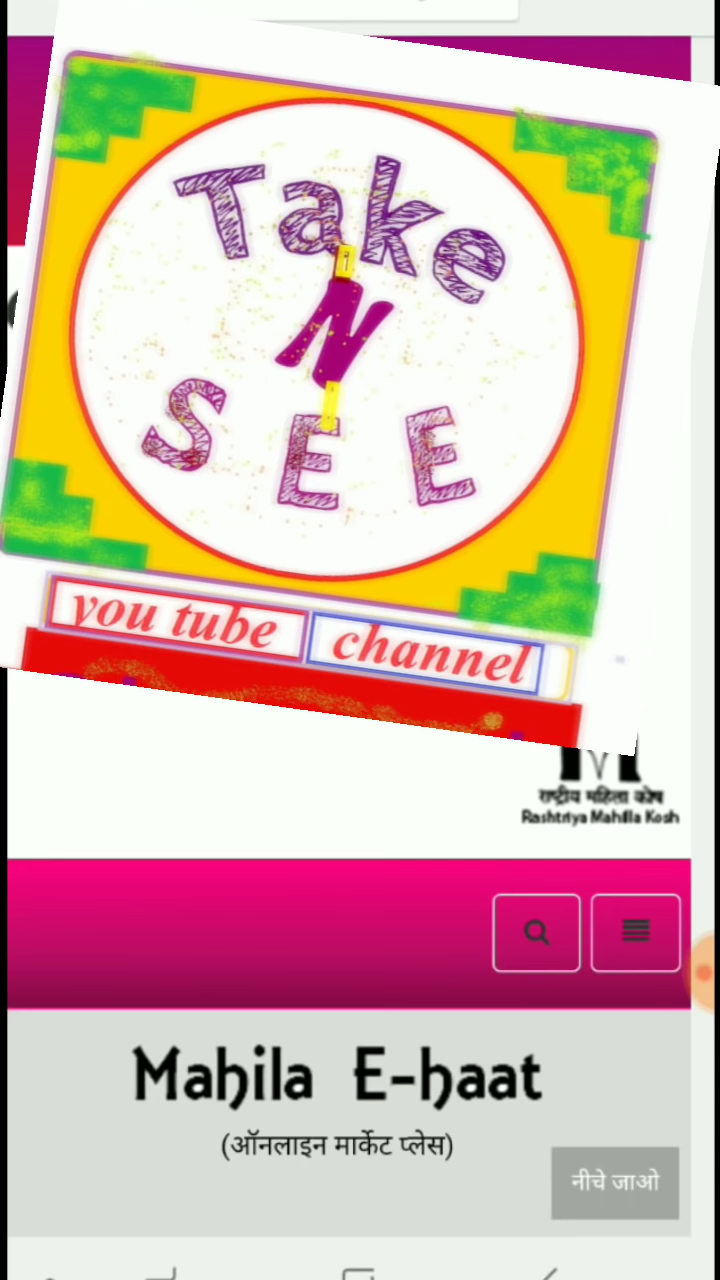 Take
N
SEE
you tube channel
राष्ट्रीय महिला कोष
Rashtriya Mahila Kosh
Mahila E-haat
(ऑनलाइन मार्केट प्लेस)
नीचे जाओ